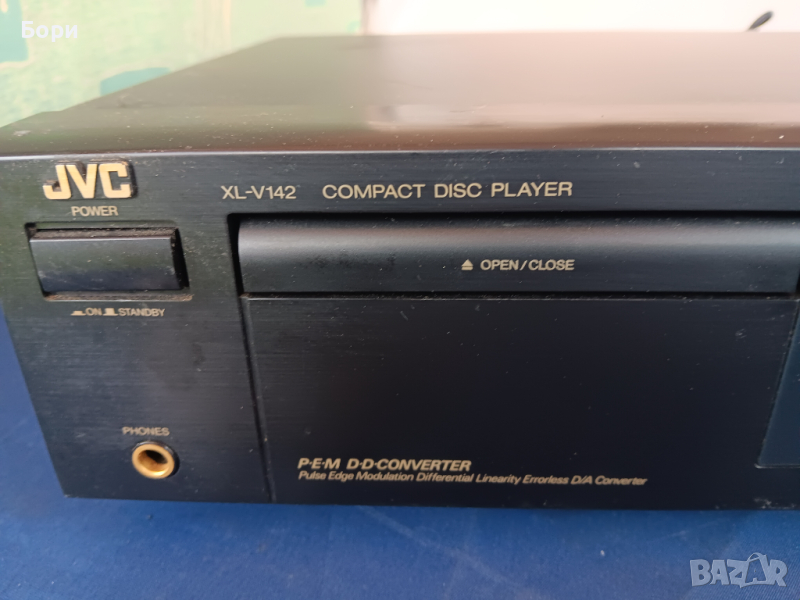 Бори
JVC
XL-V142 COMPACT DISC PLAYER
POWER
OPEN/CLOSE
ON STANDBY
PHONES
P·E·M D·D·CONVERTER
Pulse Edge Modulation Differential Linearity Errorless D/A Converter
BAZAR